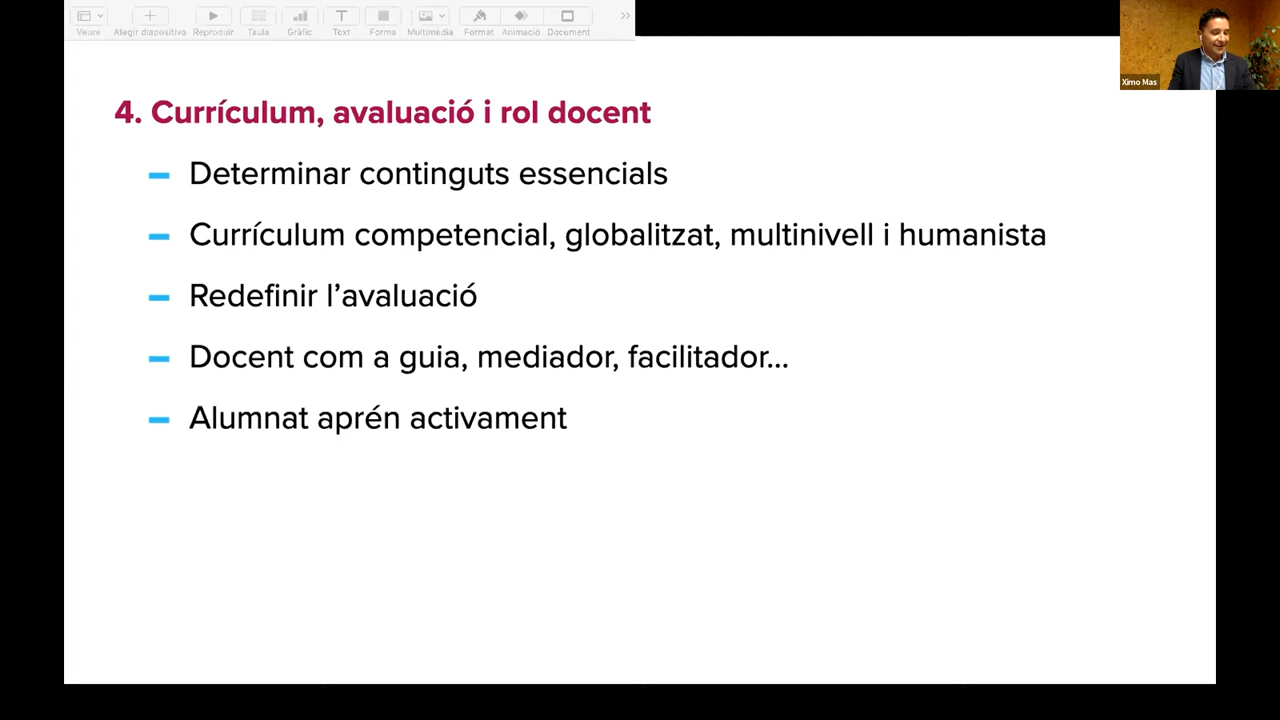 Veure Afegir diapositiva Reproduir Taula Gràfic Text Forma Multimèdia Format Animació Document
Ximo Mas
4. Currículum, avaluació i rol docent
Determinar continguts essencials
Currículum competencial, globalitzat, multinivell i humanista
Redefinir l’avaluació
Docent com a guia, mediador, facilitador...
Alumnat aprén activament